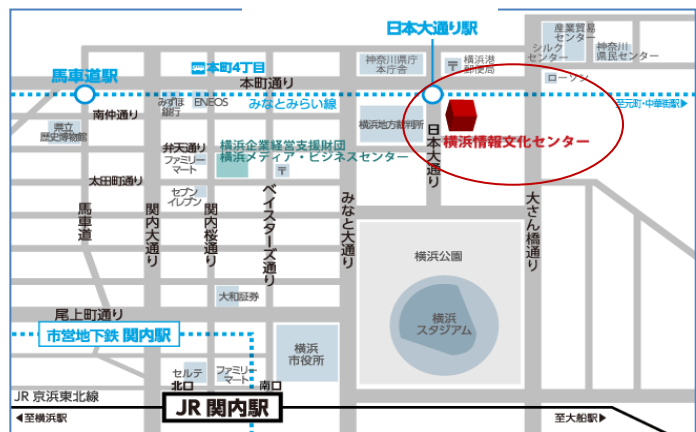 日本大通り駅
産業貿易
センター
シルク
センター
神奈川
県民センター
神奈川県庁
本庁舎
〒
横浜港
郵便局
ローソン
馬車道駅
本町4丁目
本町通り
みなとみらい線
至元町・中華街▶
南仲通り
みずほ
銀行
ENEOS
県立
歴史博物館
横浜地方裁判所
横浜情報文化センター
弁天通り
ファミリー
マート
横浜企業経営支援財団
横浜メディア・ビジネスセンター
〒
太田町通り
セブン
イレブン
馬車道
関内大通り
関内桜通り
ベイスターズ通り
みなと大通り
日本大通り
大さん橋通り
横浜公園
横浜
スタジアム
大和証券
尾上町通り
市営地下鉄 関内駅
横浜
市役所
セルテ
ファミリー
マート
北口
南口
JR 京浜東北線
JR 関内駅
◀至横浜駅
至大船駅▶